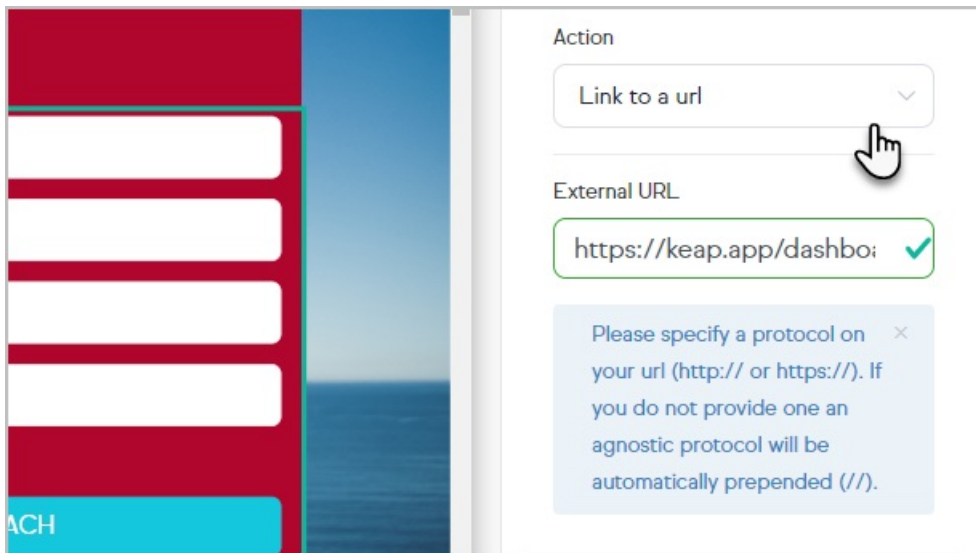 Action
Link to a url
External URL
https://keap.app/dashboa
Please specify a protocol on
your url (http:// or https://). If
you do not provide one an
agnostic protocol will be
automatically prepended (//).
ACH